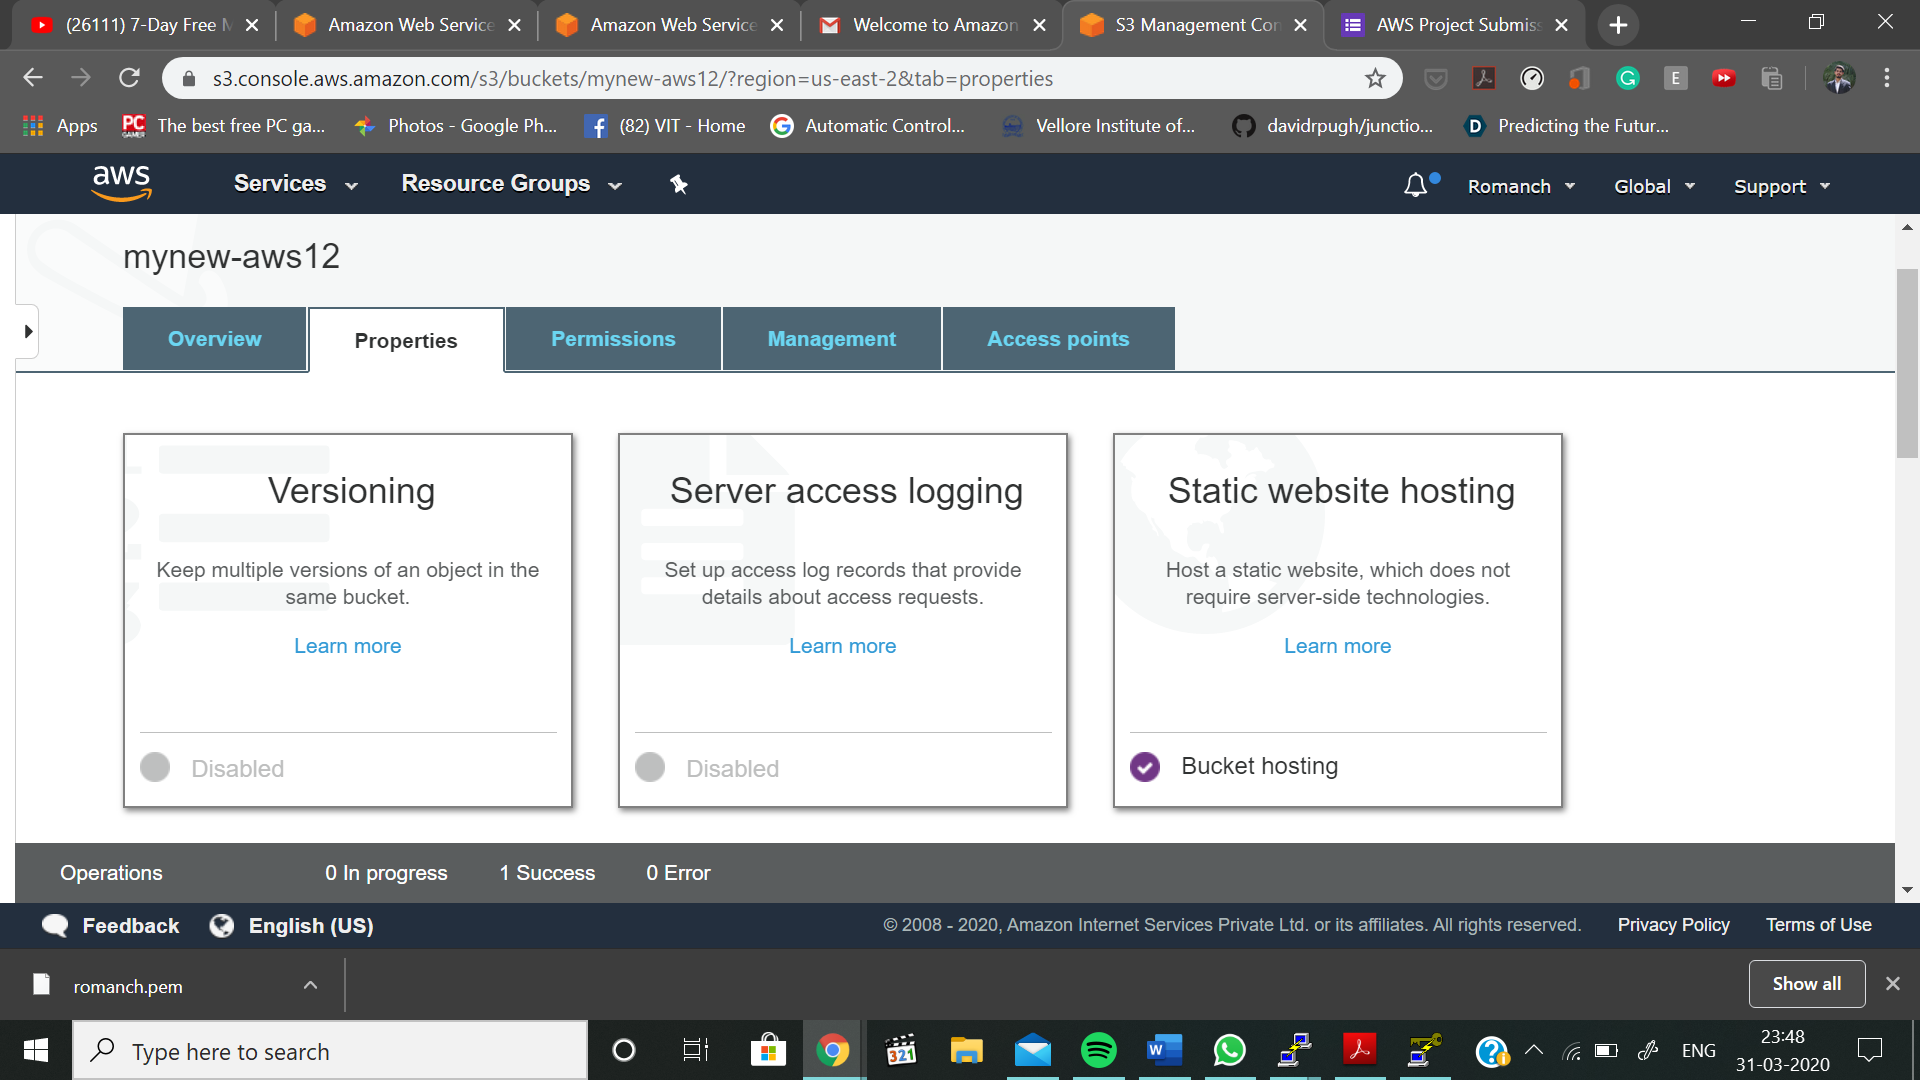 (26111) 7-Day Free
Amazon Web Service
Amazon Web Service
Welcome to Amazon
S3 Management Con
AWS Project Submiss
s3.console.aws.amazon.com/s3/buckets/mynew-aws12/?region=us-east-2&tab=properties
Apps
The best free PC ga...
Photos - Google Ph...
(82) VIT - Home
Automatic Control...
Vellore Institute of...
davidrpugh/junctio...
Predicting the Futur...
aws
Services
Resource Groups
Romanch
Global
Support
mynew-aws12
Overview
Properties
Permissions
Management
Access points
Versioning
Keep multiple versions of an object in the
same bucket.
Learn more
Disabled
Server access logging
Set up access log records that provide
details about access requests.
Learn more
Disabled
Static website hosting
Host a static website, which does not
require server-side technologies.
Learn more
Bucket hosting
Operations
0 In progress
1 Success
0 Error
Feedback
English (US)
© 2008 - 2020, Amazon Internet Services Private Ltd. or its affiliates. All rights reserved.
Privacy Policy
Terms of Use
romanch.pem
Show all
Type here to search
321
ENG
23:48
31-03-2020